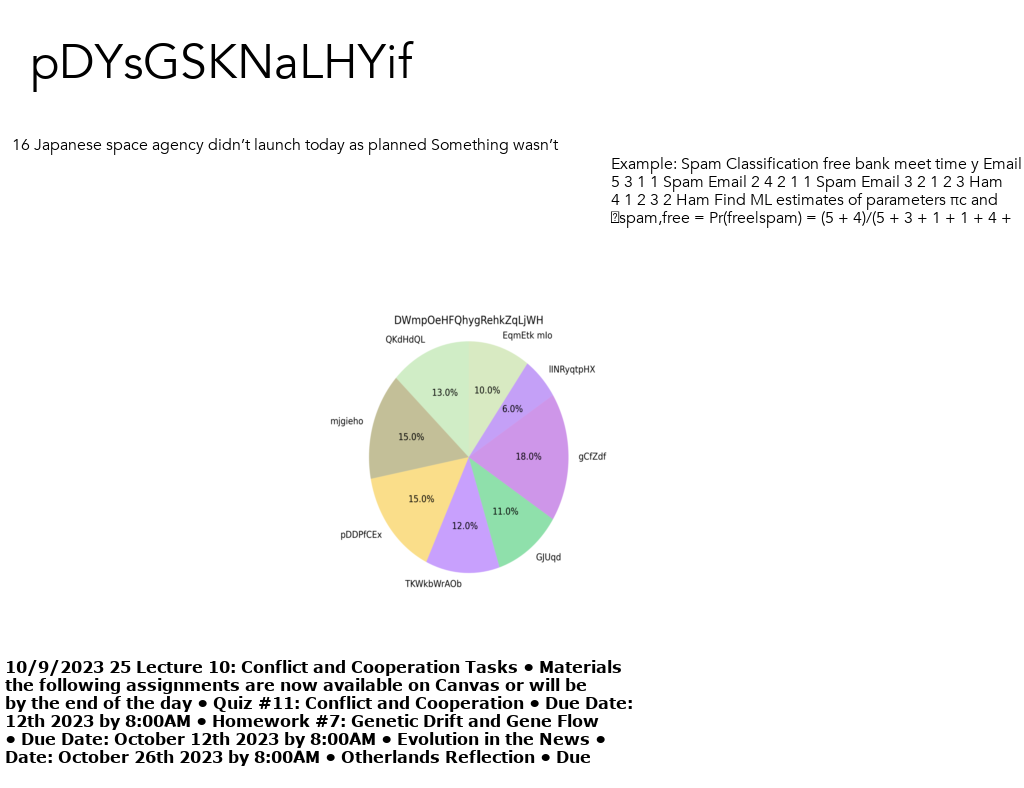 pDYsGSKNaLHYif
16 Japanese space agency didn’t launch today as planned Something wasn’t
Example: Spam Classification free bank meet time y Email
5 3 1 1 Spam Email 2 4 2 1 1 Spam Email 3 2 1 2 3 Ham
4 1 2 3 2 Ham Find ML estimates of parameters πc and
spam,free = Pr(free|spam) = (5 + 4)/(5 + 3 + 1 + 1 + 4 +
DWmpOeHFQhygRehkZqLjWH
EqmEtk mlo
QKdHdQL
IINRyqtpHX
13.0%
10.0%
6.0%
mjgieho
15.0%
18.0%
gCfZdf
15.0%
11.0%
12.0%
pDDPfCEx
GJUqd
TKWkbWrAOb
10/9/2023 25 Lecture 10: Conflict and Cooperation Tasks • Materials
the following assignments are now available on Canvas or will be
by the end of the day • Quiz #11: Conflict and Cooperation • Due Date:
12th 2023 by 8:00AM • Homework #7: Genetic Drift and Gene Flow
• Due Date: October 12th 2023 by 8:00AM • Evolution in the News •
Date: October 26th 2023 by 8:00AM • Otherlands Reflection • Due